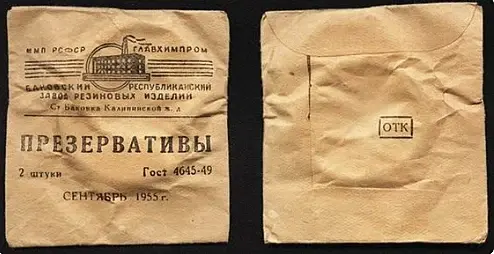 МПП РСФСР ГЛАВХИМПРОМ
БАКОВСКИЙ РЕСПУБЛИКАНСКИЙ
ЗАВОД РЕЗИНОВЫХ ИЗДЕЛИЙ
Ст Баковка Калининской ж. д.
ПРЕЗЕРВАТИВЫ
2 штуки Гост 4645-49
СЕНТЯБРЬ 1955 г.
ОТК